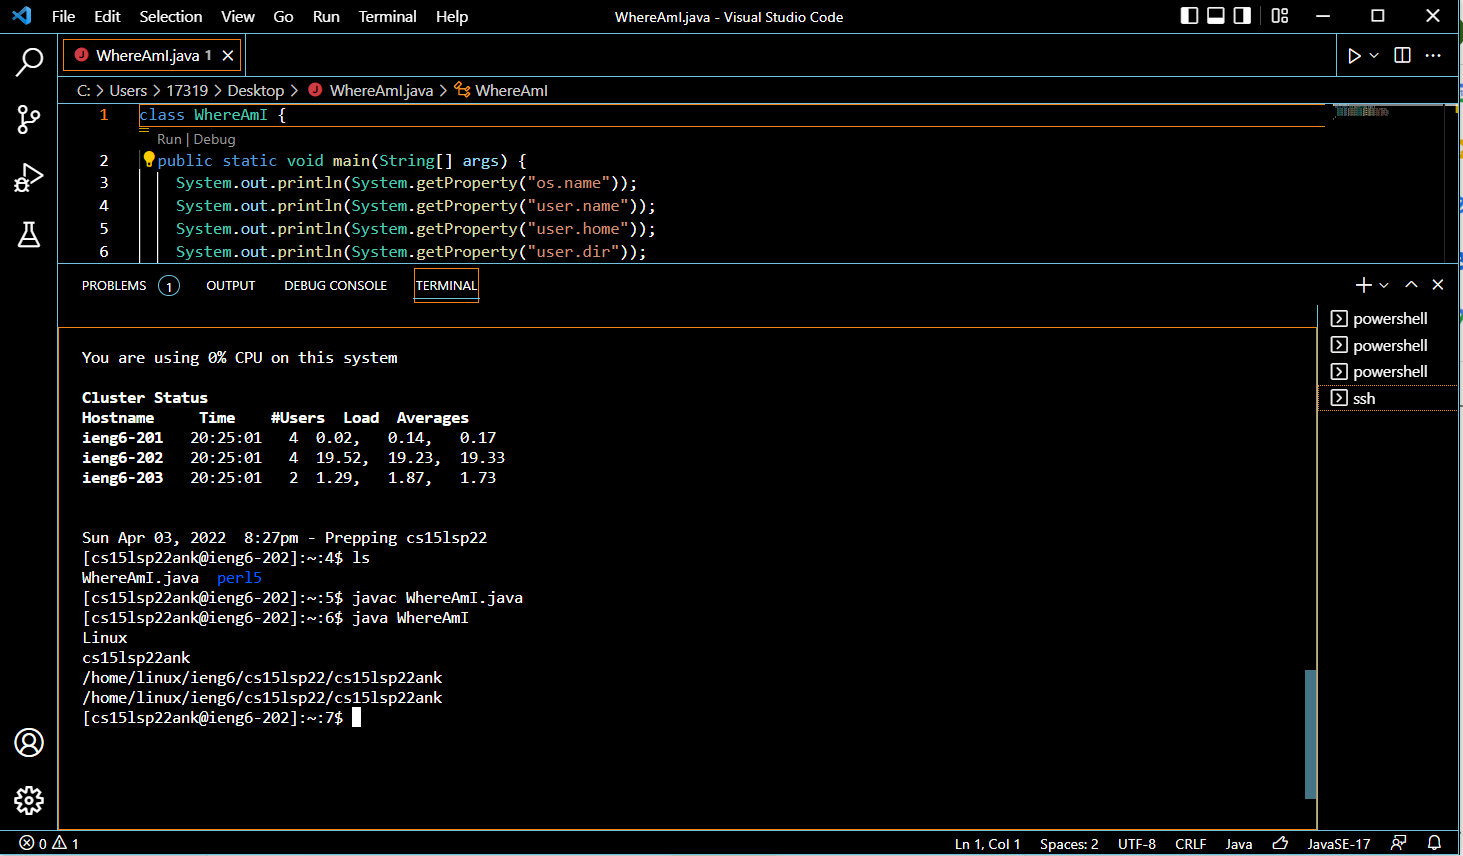 File Edit Selection View Go Run Terminal Help WhereAmI.java - Visual Studio Code
WhereAmI.java 1
C: > Users > 17319 > Desktop > WhereAmI.java > WhereAmI
1 class WhereAmI {
Run | Debug
2 public static void main(String[] args) {
3 System.out.println(System.getProperty("os.name"));
4 System.out.println(System.getProperty("user.name"));
5 System.out.println(System.getProperty("user.home"));
6 System.out.println(System.getProperty("user.dir"));
PROBLEMS 1 OUTPUT DEBUG CONSOLE TERMINAL
powershell
powershell
powershell
ssh
You are using 0% CPU on this system
Cluster Status
Hostname Time #Users Load Averages
ieng6-201 20:25:01 4 0.02, 0.14, 0.17
ieng6-202 20:25:01 4 19.52, 19.23, 19.33
ieng6-203 20:25:01 2 1.29, 1.87, 1.73
Sun Apr 03, 2022 8:27pm - Prepping cs15lsp22
[cs15lsp22ank@ieng6-202]:~:4$ ls
WhereAmI.java perl5
[cs15lsp22ank@ieng6-202]:~:5$ javac WhereAmI.java
[cs15lsp22ank@ieng6-202]:~:6$ java WhereAmI
Linux
cs15lsp22ank
/home/linux/ieng6/cs15lsp22/cs15lsp22ank
/home/linux/ieng6/cs15lsp22/cs15lsp22ank
[cs15lsp22ank@ieng6-202]:~:7$
0 1 Ln 1, Col 1 Spaces: 2 UTF-8 CRLF Java JavaSE-17